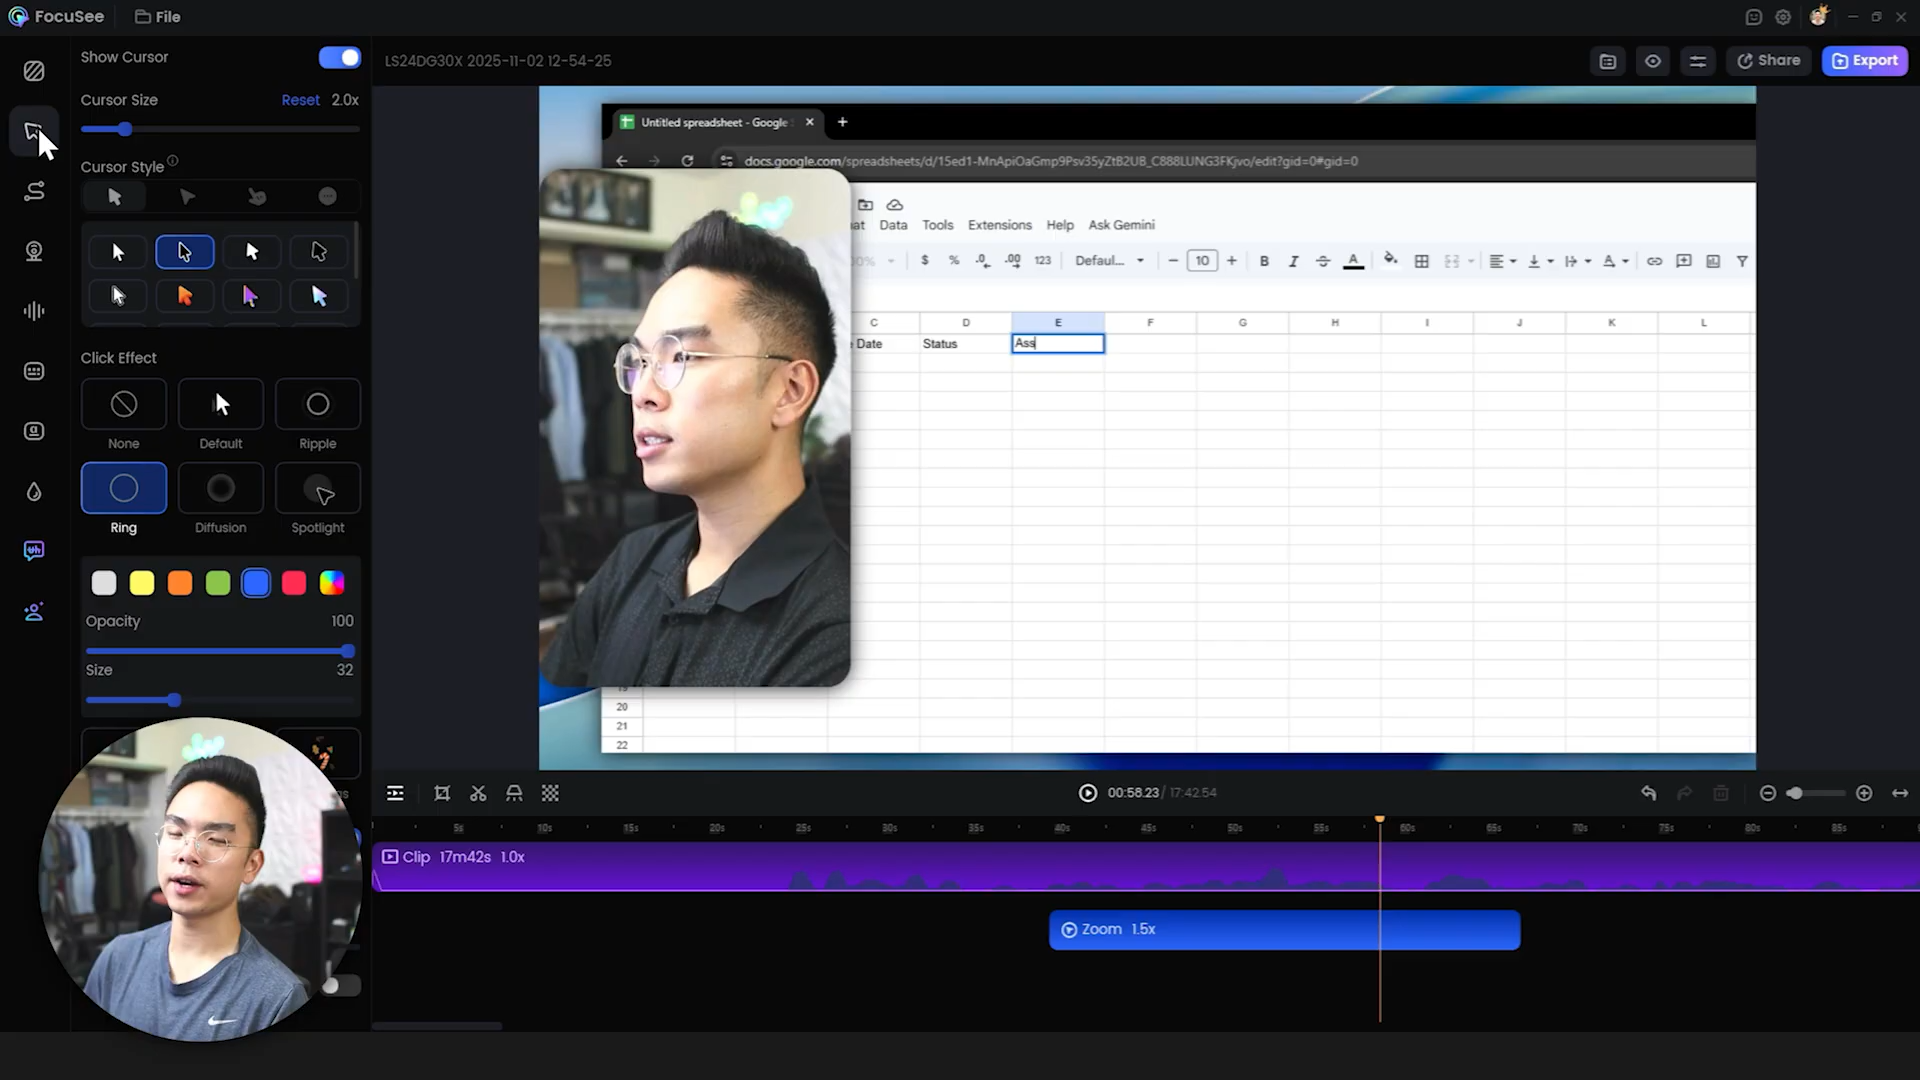 FocuSee File
Show Cursor
Cursor Size Reset 2.0x
Cursor Style
Click Effect
None Default Ripple
Ring Diffusion Spotlight
Opacity 100
Size 32
LS24DG30X 2025-11-02 12-54-25
Share Export
Untitled spreadsheet - Google
docs.google.com/spreadsheets/d/15ed1-MnApiOaGmp9Psv35yZtB2UB_C888LUNG3FKjvo/edit?gid=0#gid=0
Data Tools Extensions Help Ask Gemini
$ % .0 .00 123 Defaul... − 10 + B I A
C D E F G H I J K L
Date Status Ass
19
20
21
22
00:58.23 / 17:42.54
5s 10s 15s 20s 25s 30s 35s 40s 45s 50s 55s 60s 65s 70s 75s 80s 85s
Clip 17m42s 1.0x
Zoom 1.5x